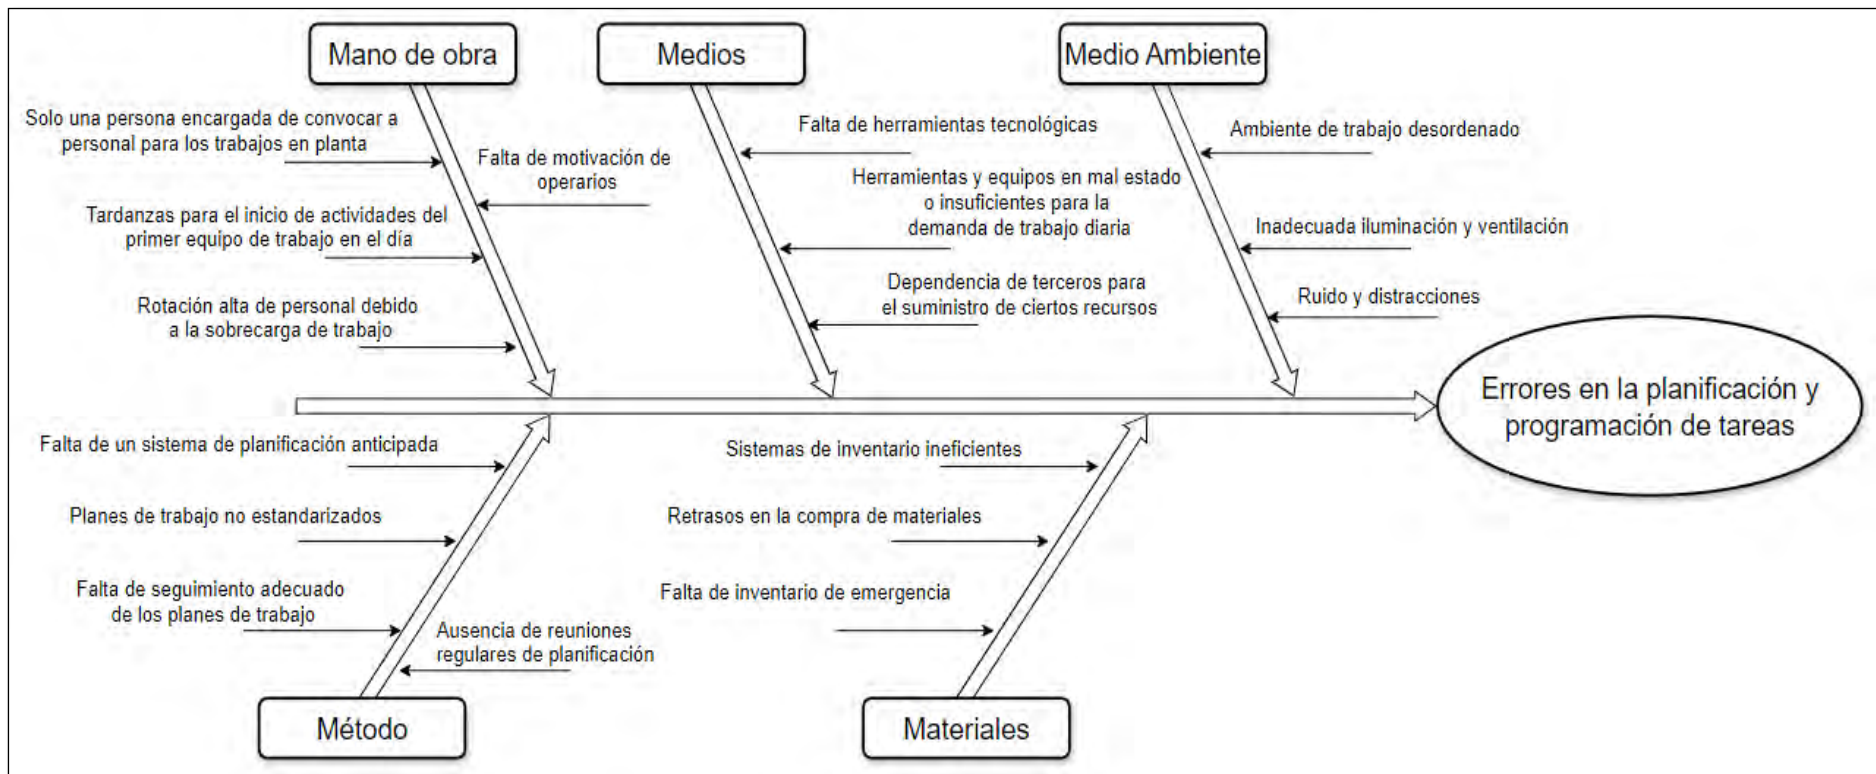 Mano de obra
Medios
Medio Ambiente
Solo una persona encargada de convocar a
personal para los trabajos en planta
Falta de motivación de
operarios
Tardanzas para el inicio de actividades del
primer equipo de trabajo en el día
Rotación alta de personal debido
a la sobrecarga de trabajo
Falta de herramientas tecnológicas
Herramientas y equipos en mal estado
o insuficientes para la
demanda de trabajo diaria
Dependencia de terceros para
el suministro de ciertos recursos
Ambiente de trabajo desordenado
Inadecuada iluminación y ventilación
Ruido y distracciones
Errores en la planificación y
programación de tareas
Falta de un sistema de planificación anticipada
Planes de trabajo no estandarizados
Falta de seguimiento adecuado
de los planes de trabajo
Ausencia de reuniones
regulares de planificación
Sistemas de inventario ineficientes
Retrasos en la compra de materiales
Falta de inventario de emergencia
Método
Materiales